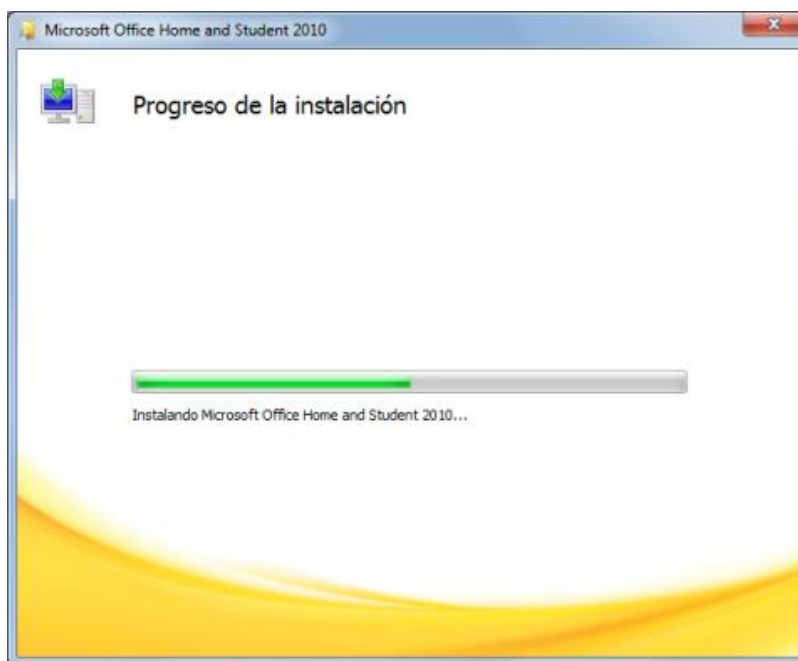 Microsoft Office Home and Student 2010
Progreso de la instalación
Instalando Microsoft Office Home and Student 2010...